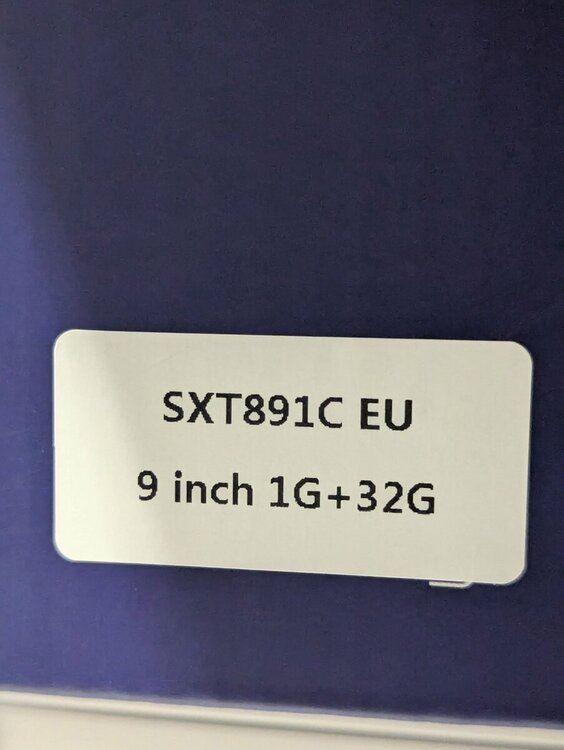 SXT891C EU
9 inch 1G+32G